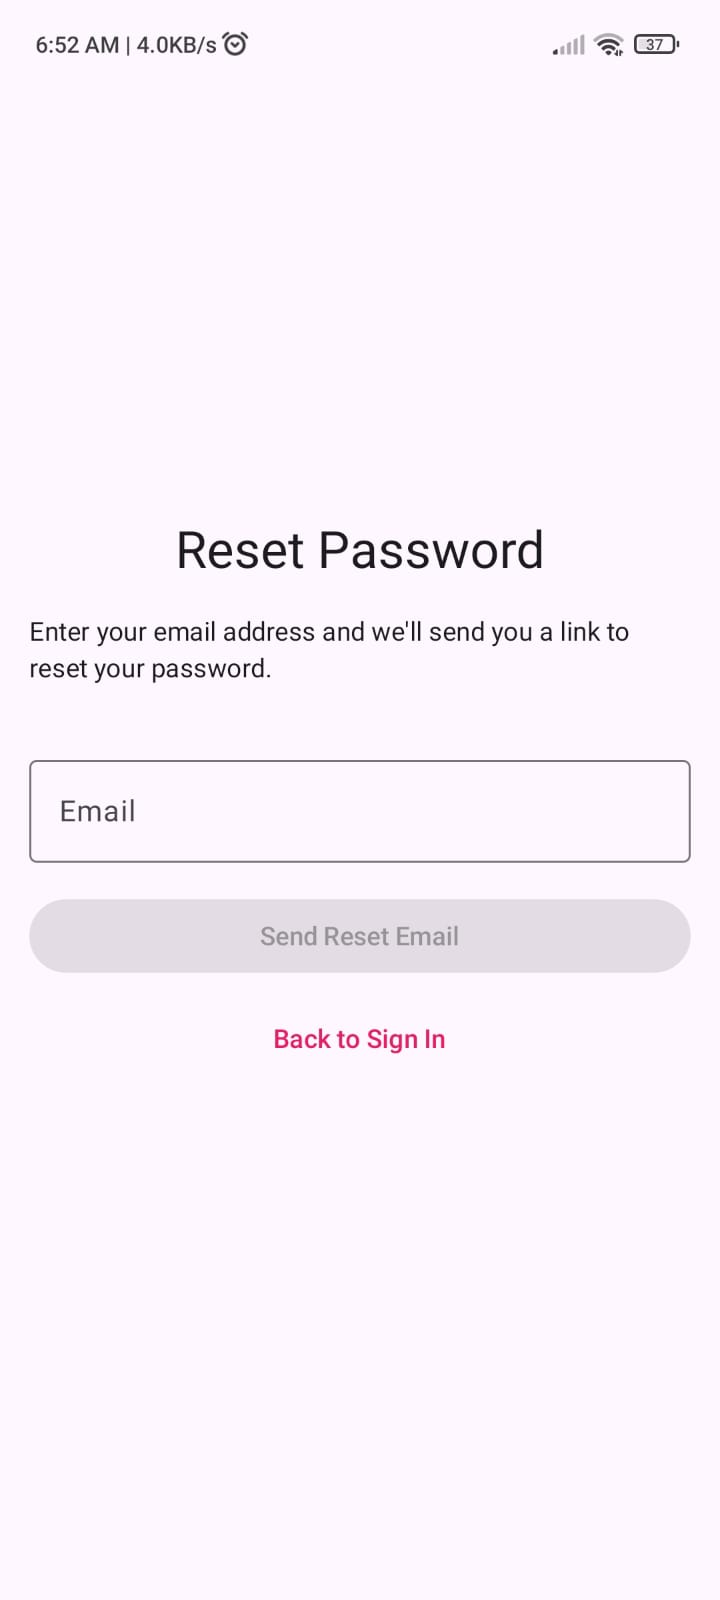 6:52 AM | 4.0KB/s 37
Reset Password
Enter your email address and we'll send you a link to
reset your password.
Email
Send Reset Email
Back to Sign In